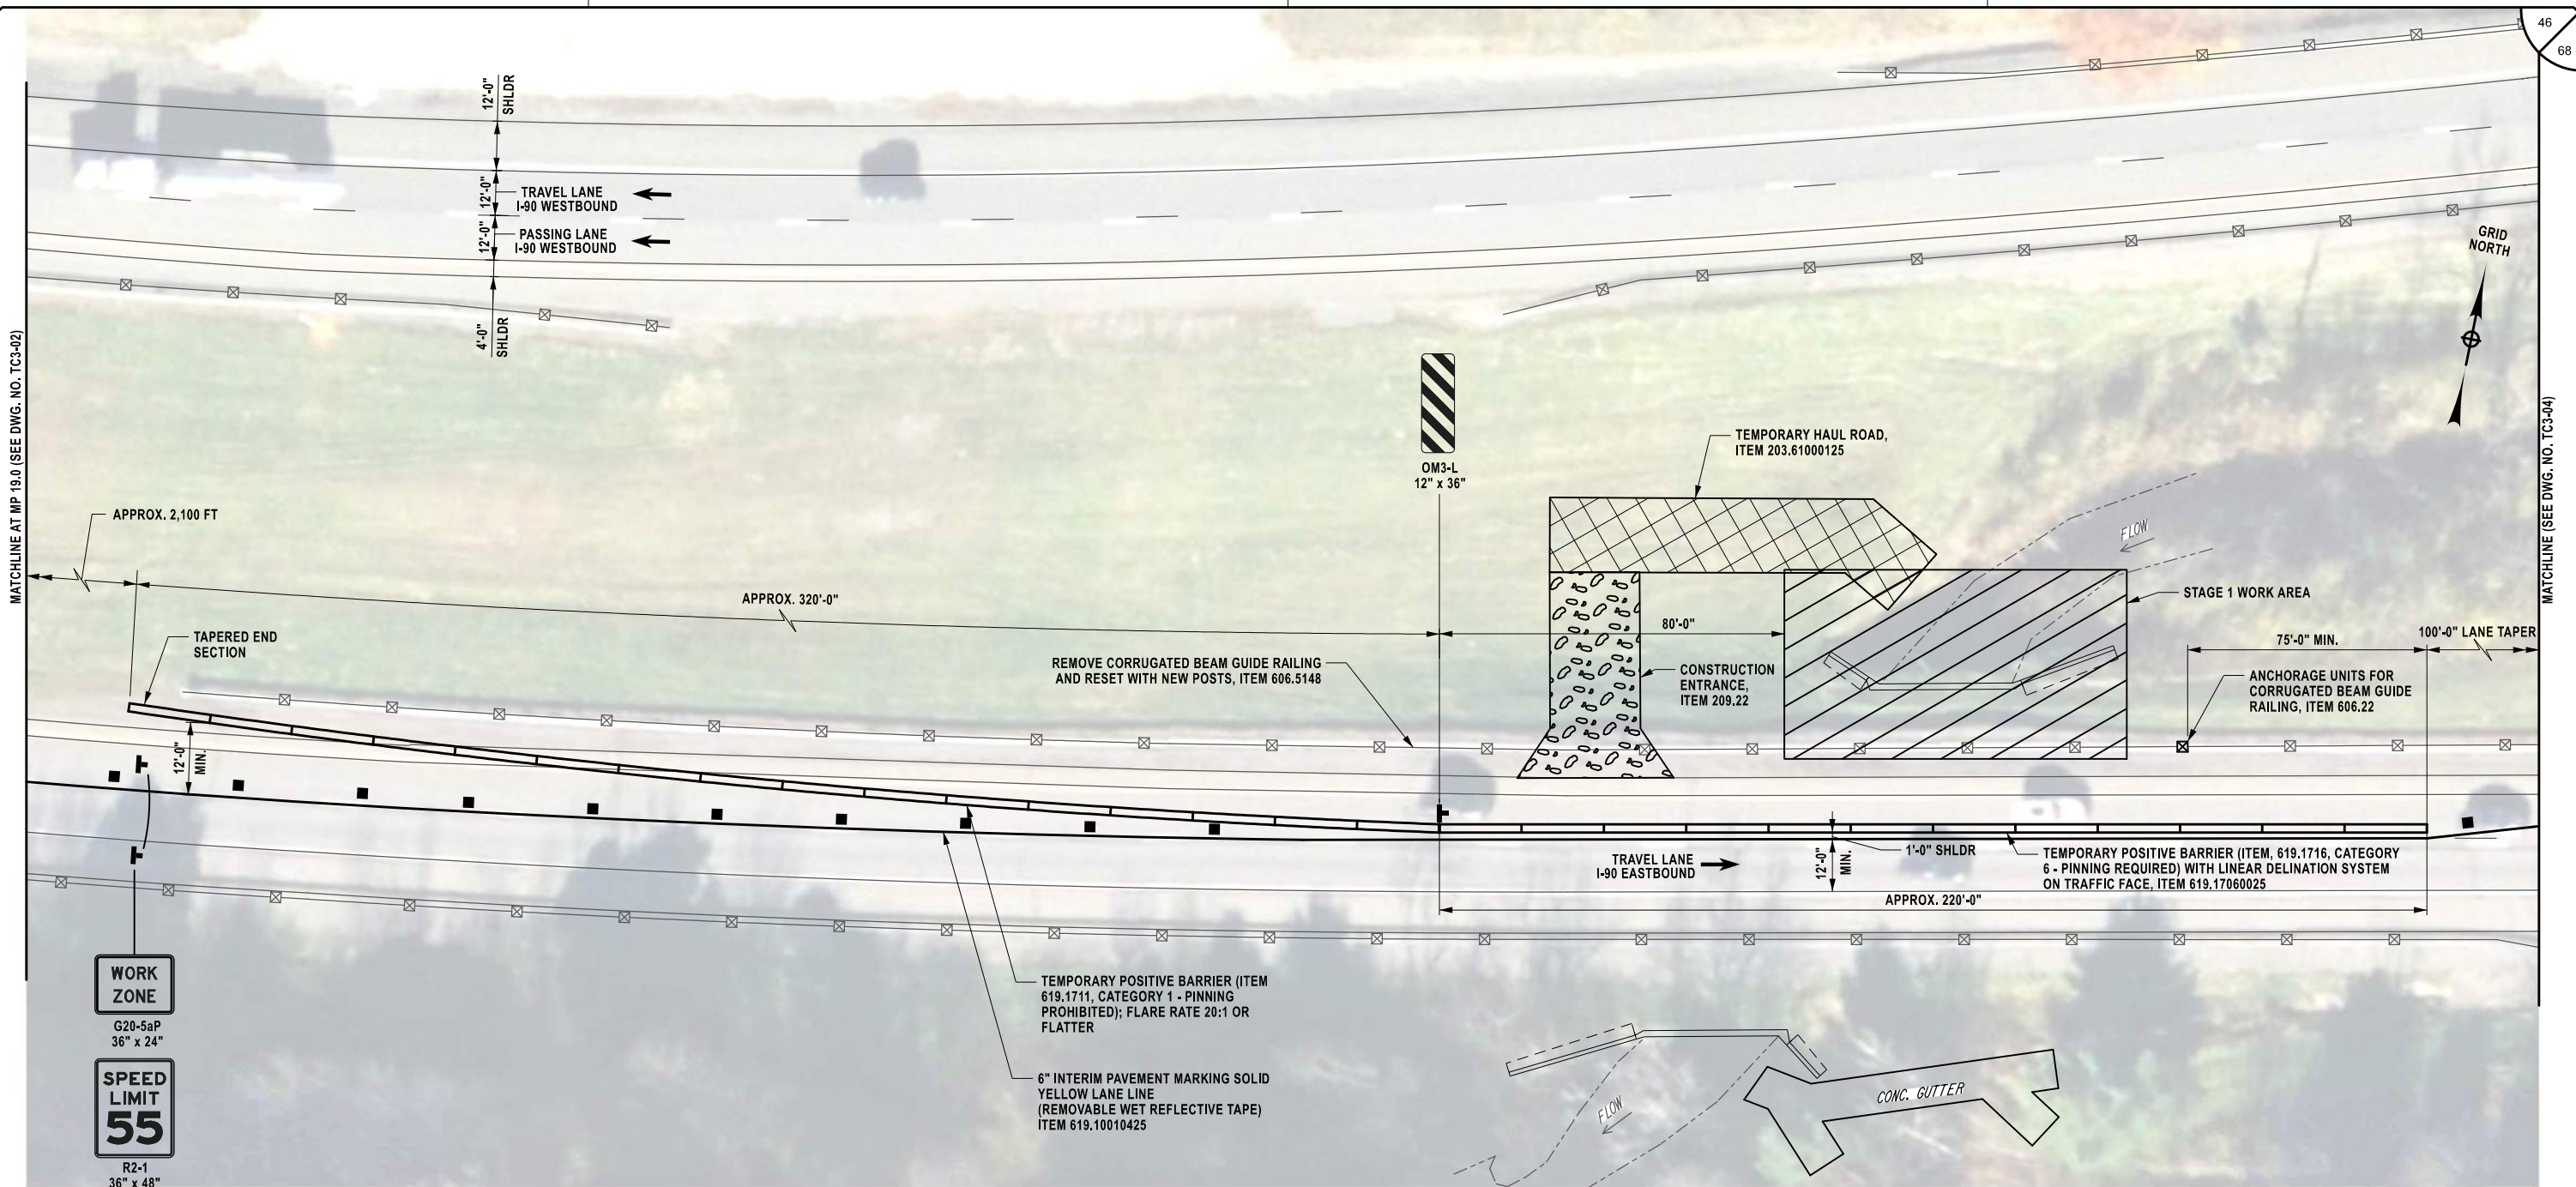 46
68
12'-0"
SHLDR
12'-0"
TRAVEL LANE
I-90 WESTBOUND
12'-0"
PASSING LANE
I-90 WESTBOUND
4'-0"
SHLDR
GRID
NORTH
MATCHLINE AT MP 19.0 (SEE DWG. NO. TC3-02)
MATCHLINE (SEE DWG. NO. TC3-04)
OM3-L
12" x 36"
TEMPORARY HAUL ROAD,
ITEM 203.61000125
APPROX. 2,100 FT
FLOW
APPROX. 320'-0"
STAGE 1 WORK AREA
80'-0"
75'-0" MIN.
100'-0" LANE TAPER
TAPERED END
SECTION
REMOVE CORRUGATED BEAM GUIDE RAILING
AND RESET WITH NEW POSTS, ITEM 606.5148
CONSTRUCTION
ENTRANCE,
ITEM 209.22
ANCHORAGE UNITS FOR
CORRUGATED BEAM GUIDE
RAILING, ITEM 606.22
12'-0"
MIN.
TRAVEL LANE
I-90 EASTBOUND
12'-0"
MIN.
1'-0" SHLDR
TEMPORARY POSITIVE BARRIER (ITEM, 619.1716, CATEGORY
6 - PINNING REQUIRED) WITH LINEAR DELINATION SYSTEM
ON TRAFFIC FACE, ITEM 619.17060025
APPROX. 220'-0"
WORK
ZONE
G20-5aP
36" x 24"
SPEED
LIMIT
55
R2-1
36" x 48"
TEMPORARY POSITIVE BARRIER (ITEM
619.1711, CATEGORY 1 - PINNING
PROHIBITED); FLARE RATE 20:1 OR
FLATTER
6" INTERIM PAVEMENT MARKING SOLID
YELLOW LANE LINE
(REMOVABLE WET REFLECTIVE TAPE)
ITEM 619.10010425
FLOW
CONC. GUTTER